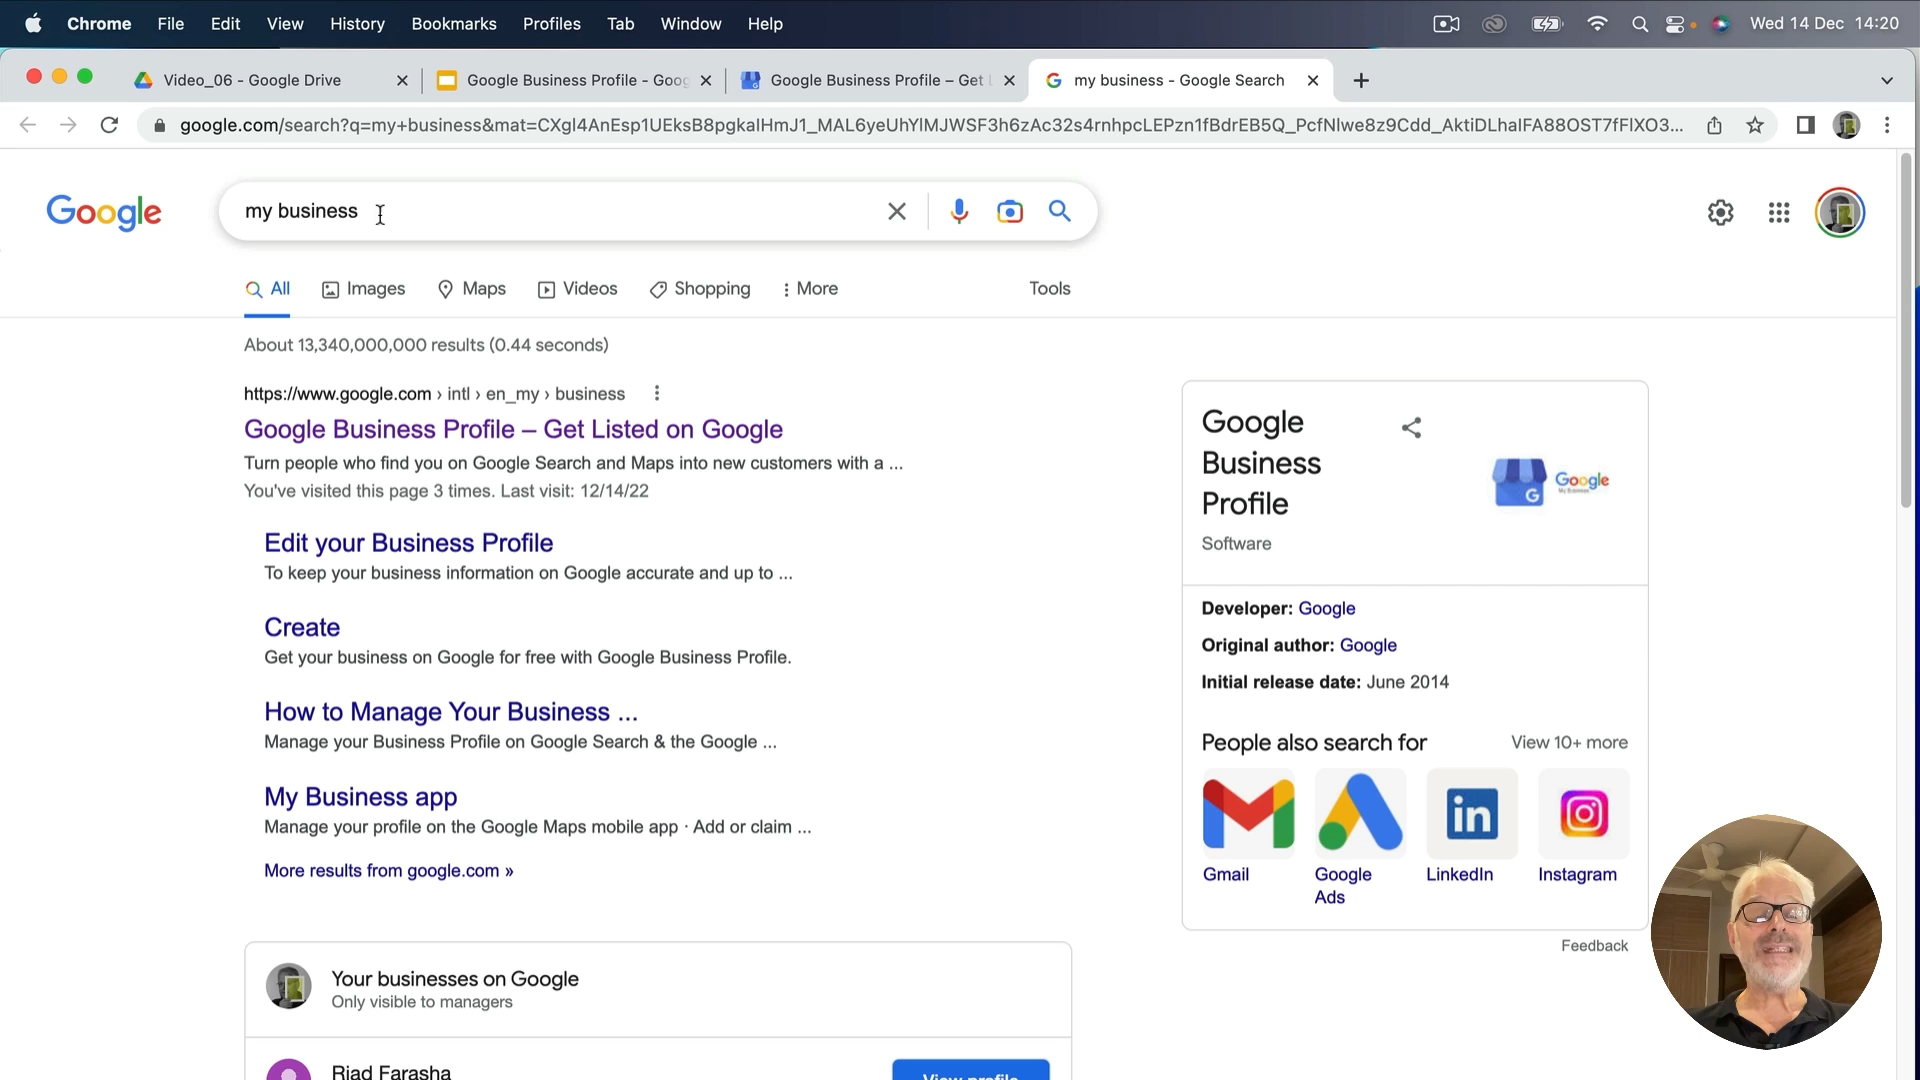 Chrome File Edit View History Bookmarks Profiles Tab Window Help Wed 14 Dec 14:20
Video_06 - Google Drive Google Business Profile - Goog Google Business Profile – Get my business - Google Search
google.com/search?q=my+business&mat=
Google my business
All Images Maps Videos Shopping More Tools
About 13,340,000,000 results (0.44 seconds)
https://www.google.com › intl › en_my › business
Google Business Profile – Get Listed on Google
Turn people who find you on Google Search and Maps into new customers with a ...
You've visited this page 3 times. Last visit: 12/14/22
Edit your Business Profile
To keep your business information on Google accurate and up to ...
Create
Get your business on Google for free with Google Business Profile.
How to Manage Your Business ...
Manage your Business Profile on Google Search & the Google ...
My Business app
Manage your profile on the Google Maps mobile app · Add or claim ...
More results from google.com »
Your businesses on Google
Only visible to managers
Riad Farasha
View profile
Google
Business
Profile
Software
Google
My Business
Developer: Google
Original author: Google
Initial release date: June 2014
People also search for View 10+ more
Gmail
Google
Ads
LinkedIn
Instagram
Feedback